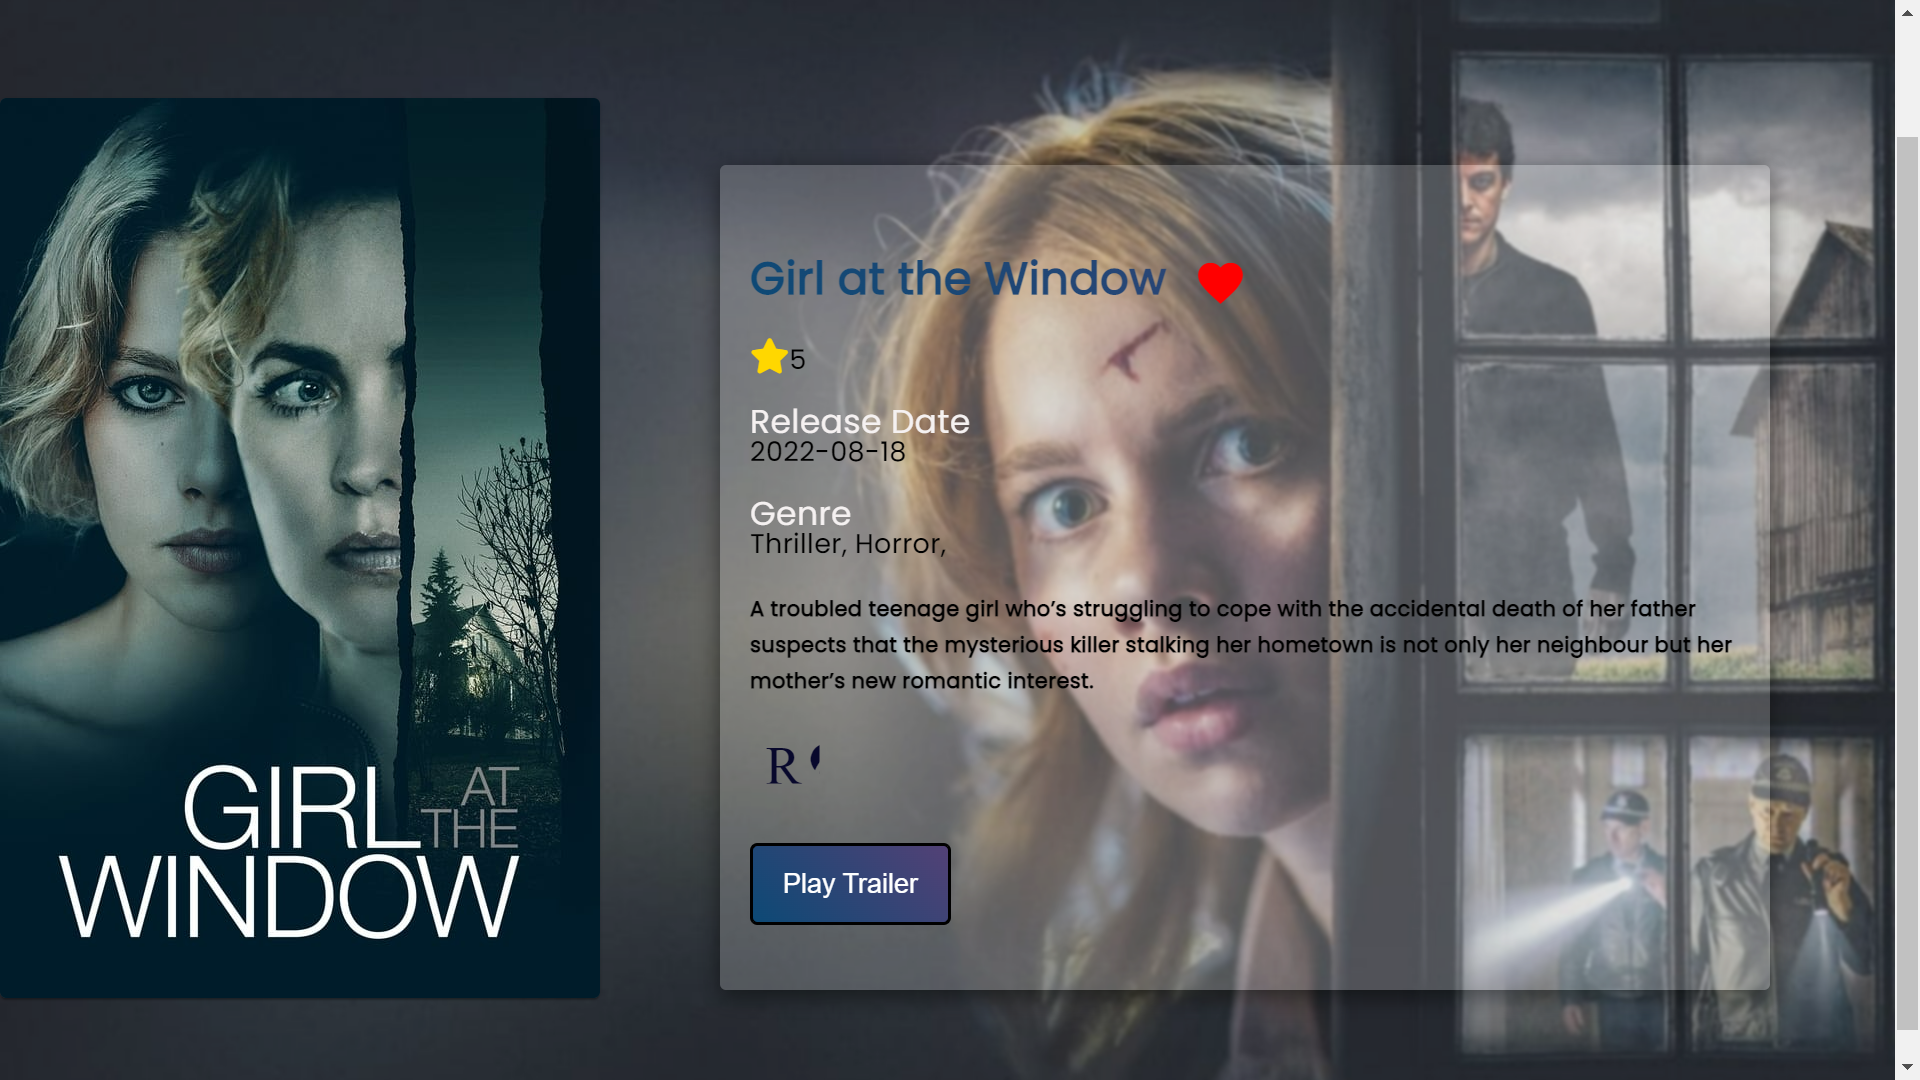 GIRL AT
THE
WINDOW
Girl at the Window
5
Release Date
2022-08-18
Genre
Thriller, Horror,
A troubled teenage girl who’s struggling to cope with the accidental death of her father
suspects that the mysterious killer stalking her hometown is not only her neighbour but her
mother’s new romantic interest.
R
Play Trailer